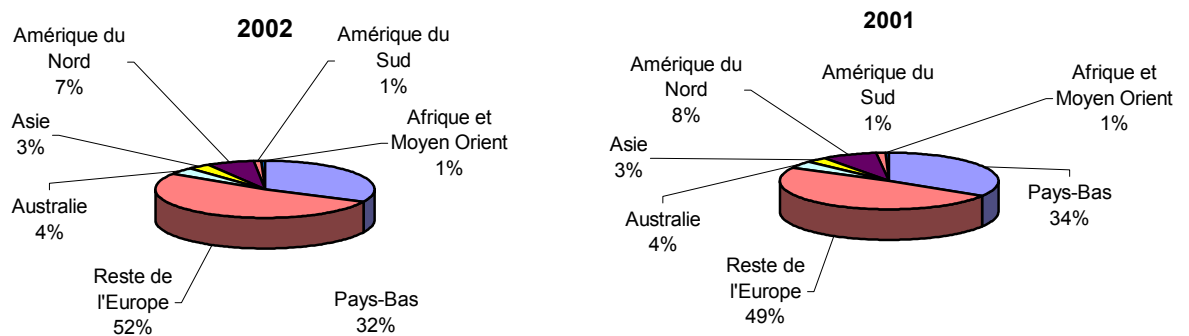 2002
Amérique du
Nord
7%
Amérique du
Sud
1%
Asie
3%
Afrique et
Moyen Orient
1%
Australie
4%
Reste de
l'Europe
52%
Pays-Bas
32%
2001
Amérique du
Nord
8%
Amérique du
Sud
1%
Afrique et
Moyen Orient
1%
Asie
3%
Pays-Bas
34%
Australie
4%
Reste de
l'Europe
49%